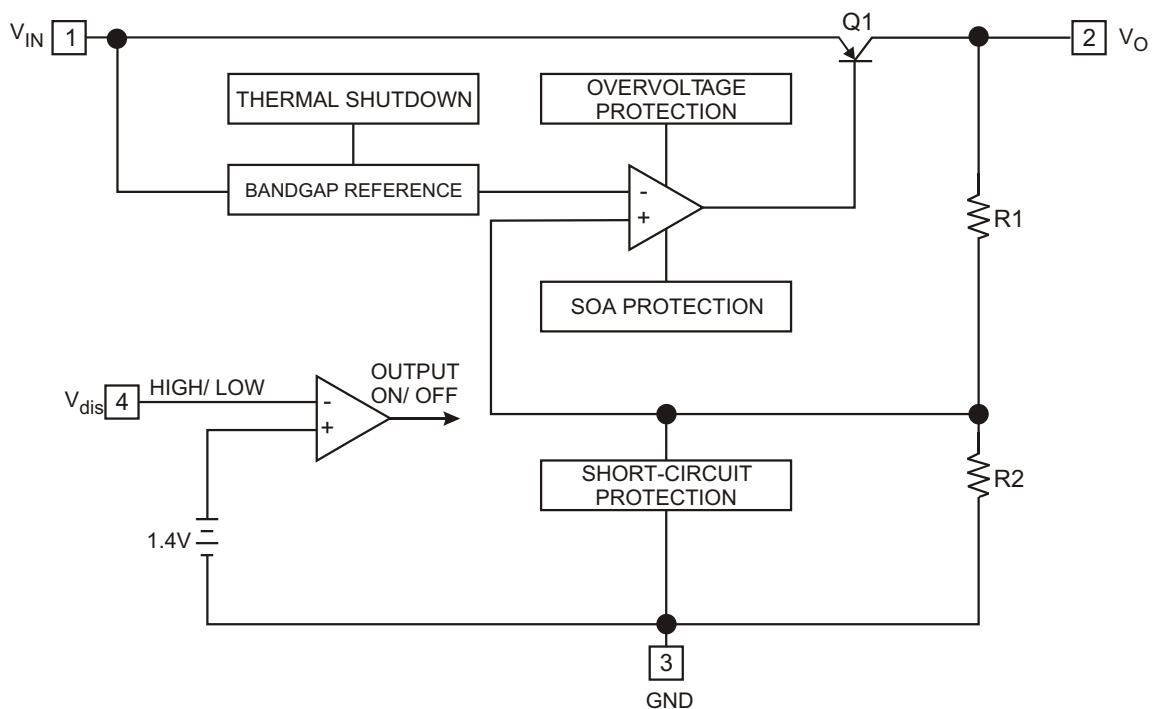 Q1
VIN 1
2 VO
THERMAL SHUTDOWN
OVERVOLTAGE
PROTECTION
BANDGAP REFERENCE
-
+
R1
SOA PROTECTION
Vdis 4
HIGH/ LOW
OUTPUT
ON/ OFF
-
+
SHORT-CIRCUIT
PROTECTION
R2
1.4V
3
GND